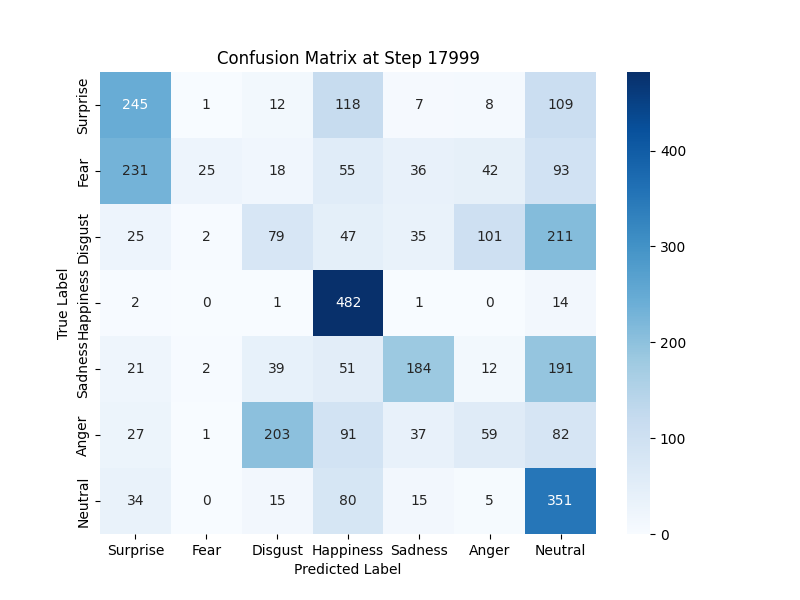 Confusion Matrix at Step 17999
True Label
Surprise 245 1 12 118 7 8 109
Fear 231 25 18 55 36 42 93
Disgust 25 2 79 47 35 101 211
Happiness 2 0 1 482 1 0 14
Sadness 21 2 39 51 184 12 191
Anger 27 1 203 91 37 59 82
Neutral 34 0 15 80 15 5 351
Surprise Fear Disgust Happiness Sadness Anger Neutral
Predicted Label
400
300
200
100
0